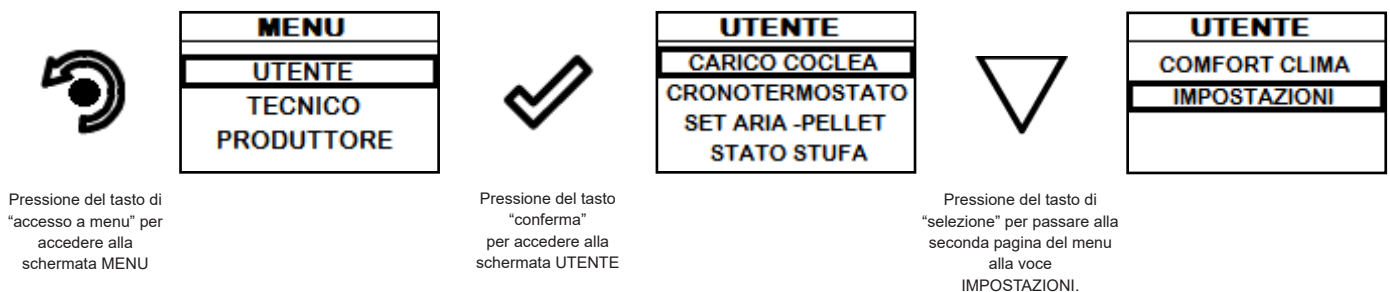 MENU
UTENTE
TECNICO
PRODUTTORE
UTENTE
CARICO COCLEA
CRONOTERMOSTATO
SET ARIA -PELLET
STATO STUFA
UTENTE
COMFORT CLIMA
IMPOSTAZIONI
Pressione del tasto di
“accesso a menu” per
accedere alla
schermata MENU
Pressione del tasto
“conferma”
per accedere alla
schermata UTENTE
Pressione del tasto di
“selezione” per passare alla
seconda pagina del menu
alla voce
IMPOSTAZIONI.